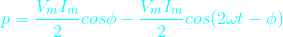 p = \frac{V_m I_m}{2} cos\phi - \frac{V_m I_m}{2} cos(2\omega t - \phi)